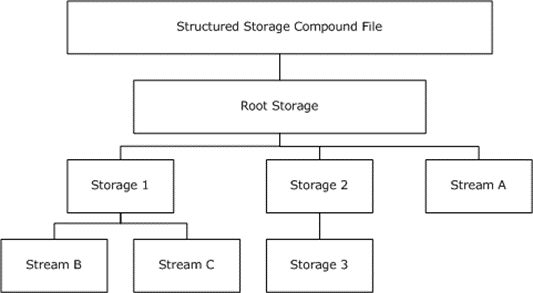 Structured Storage Compound File
Root Storage
Storage 1
Storage 2
Stream A
Stream B
Stream C
Storage 3